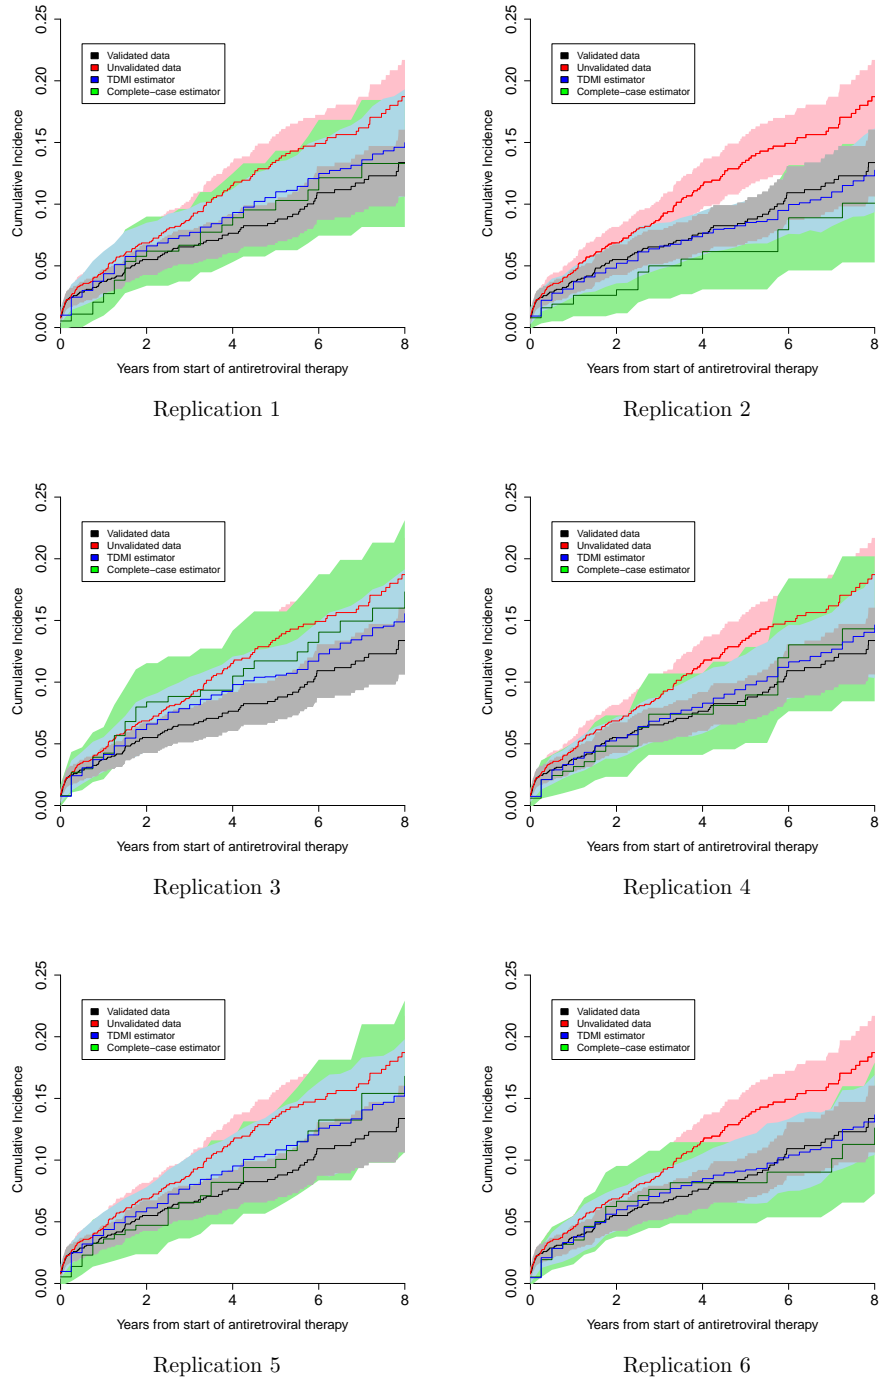 0.25
0.20
0.15
0.10
0.05
0.00
Cumulative Incidence
Validated data
Unvalidated data
TDMI estimator
Complete−case estimator
0 2 4 6 8
Years from start of antiretroviral therapy
Replication 1
0.25
0.20
0.15
0.10
0.05
0.00
Cumulative Incidence
Validated data
Unvalidated data
TDMI estimator
Complete−case estimator
0 2 4 6 8
Years from start of antiretroviral therapy
Replication 2
0.25
0.20
0.15
0.10
0.05
0.00
Cumulative Incidence
Validated data
Unvalidated data
TDMI estimator
Complete−case estimator
0 2 4 6 8
Years from start of antiretroviral therapy
Replication 3
0.25
0.20
0.15
0.10
0.05
0.00
Cumulative Incidence
Validated data
Unvalidated data
TDMI estimator
Complete−case estimator
0 2 4 6 8
Years from start of antiretroviral therapy
Replication 4
0.25
0.20
0.15
0.10
0.05
0.00
Cumulative Incidence
Validated data
Unvalidated data
TDMI estimator
Complete−case estimator
0 2 4 6 8
Years from start of antiretroviral therapy
Replication 5
0.25
0.20
0.15
0.10
0.05
0.00
Cumulative Incidence
Validated data
Unvalidated data
TDMI estimator
Complete−case estimator
0 2 4 6 8
Years from start of antiretroviral therapy
Replication 6